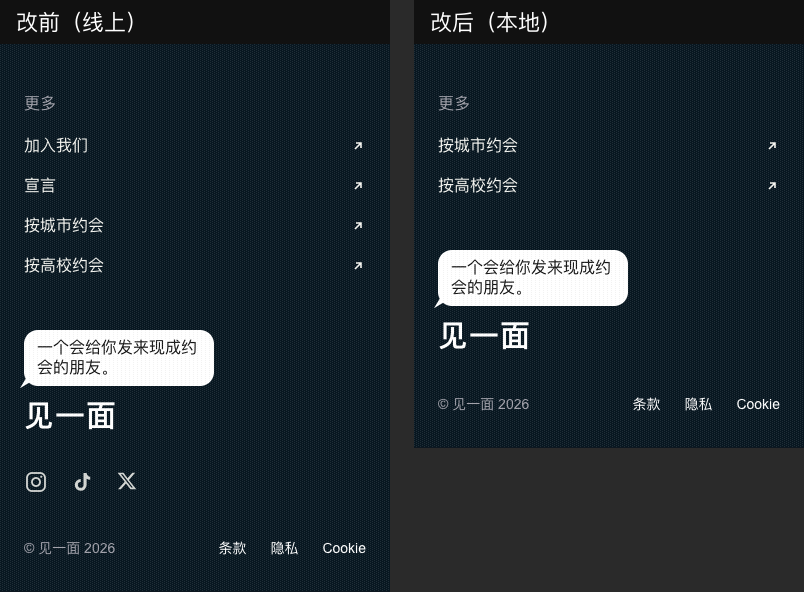 改前（线上）
更多
加入我们
宣言
按城市约会
按高校约会
一个会给你发来现成约
会的朋友。
见一面
© 见一面 2026 条款 隐私 Cookie
改后（本地）
更多
按城市约会
按高校约会
一个会给你发来现成约
会的朋友。
见一面
© 见一面 2026 条款 隐私 Cookie